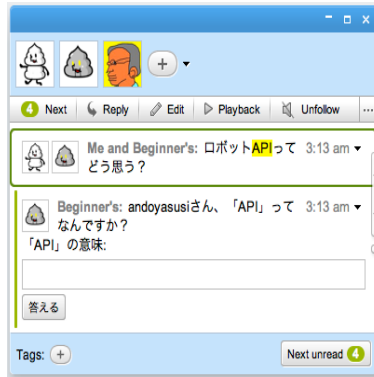 4 Next Reply Edit Playback Unfollow ...
Me and Beginner's: ロボットAPIって 3:13 am
どう思う？
Beginner's: andoyasusiさん、「API」って 3:13 am
なんですか？
「API」の意味:
答える
Tags: Next unread 4